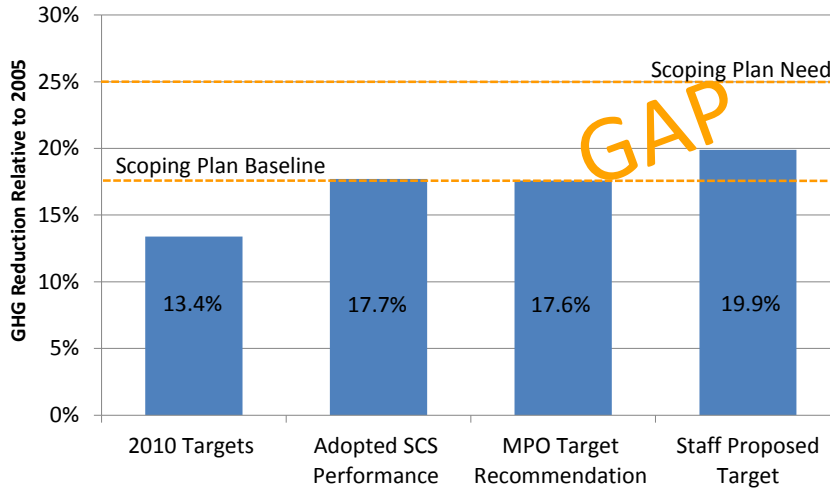 GHG Reduction Relative to 2005
30%
25%
20%
15%
10%
5%
0%
Scoping Plan Need
GAP
Scoping Plan Baseline
13.4%
17.7%
17.6%
19.9%
2010 Targets
Adopted SCS
Performance
MPO Target
Recommendation
Staff Proposed
Target